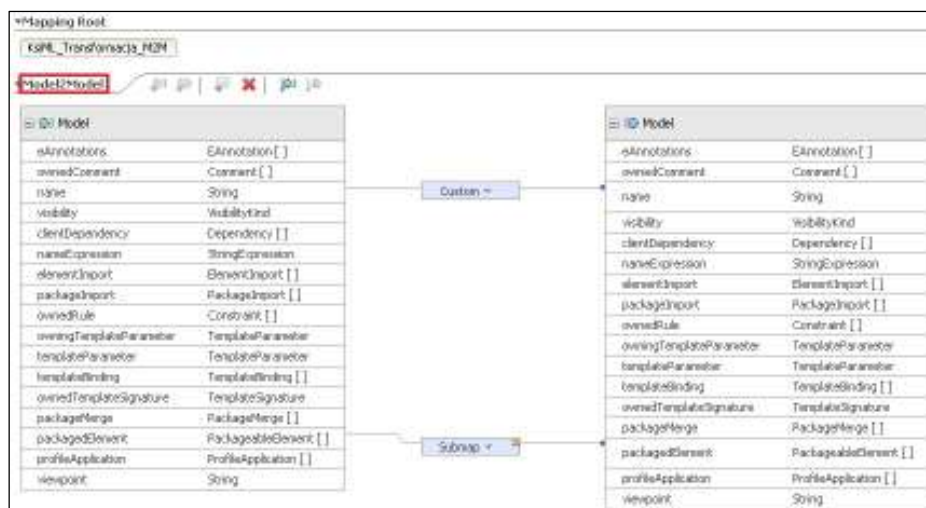 Mapping Root
KsiML_Transformacja_M2M
Model2Model
Model
eAnnotations EAnnotation [ ]
ownedComment Comment [ ]
name String
visibility VisibilityKind
clientDependency Dependency [ ]
nameExpression StringExpression
elementImport ElementImport [ ]
packageImport PackageImport [ ]
ownedRule Constraint [ ]
owningTemplateParameter TemplateParameter
templateParameter TemplateParameter
templateBinding TemplateBinding [ ]
ownedTemplateSignature TemplateSignature
packageMerge PackageMerge [ ]
packagedElement PackageableElement [ ]
profileApplication ProfileApplication [ ]
viewpoint String
Custom
Submap
Model
eAnnotations EAnnotation [ ]
ownedComment Comment [ ]
name String
visibility VisibilityKind
clientDependency Dependency [ ]
nameExpression StringExpression
elementImport ElementImport [ ]
packageImport PackageImport [ ]
ownedRule Constraint [ ]
owningTemplateParameter TemplateParameter
templateParameter TemplateParameter
templateBinding TemplateBinding [ ]
ownedTemplateSignature TemplateSignature
packageMerge PackageMerge [ ]
packagedElement PackageableElement [ ]
profileApplication ProfileApplication [ ]
viewpoint String